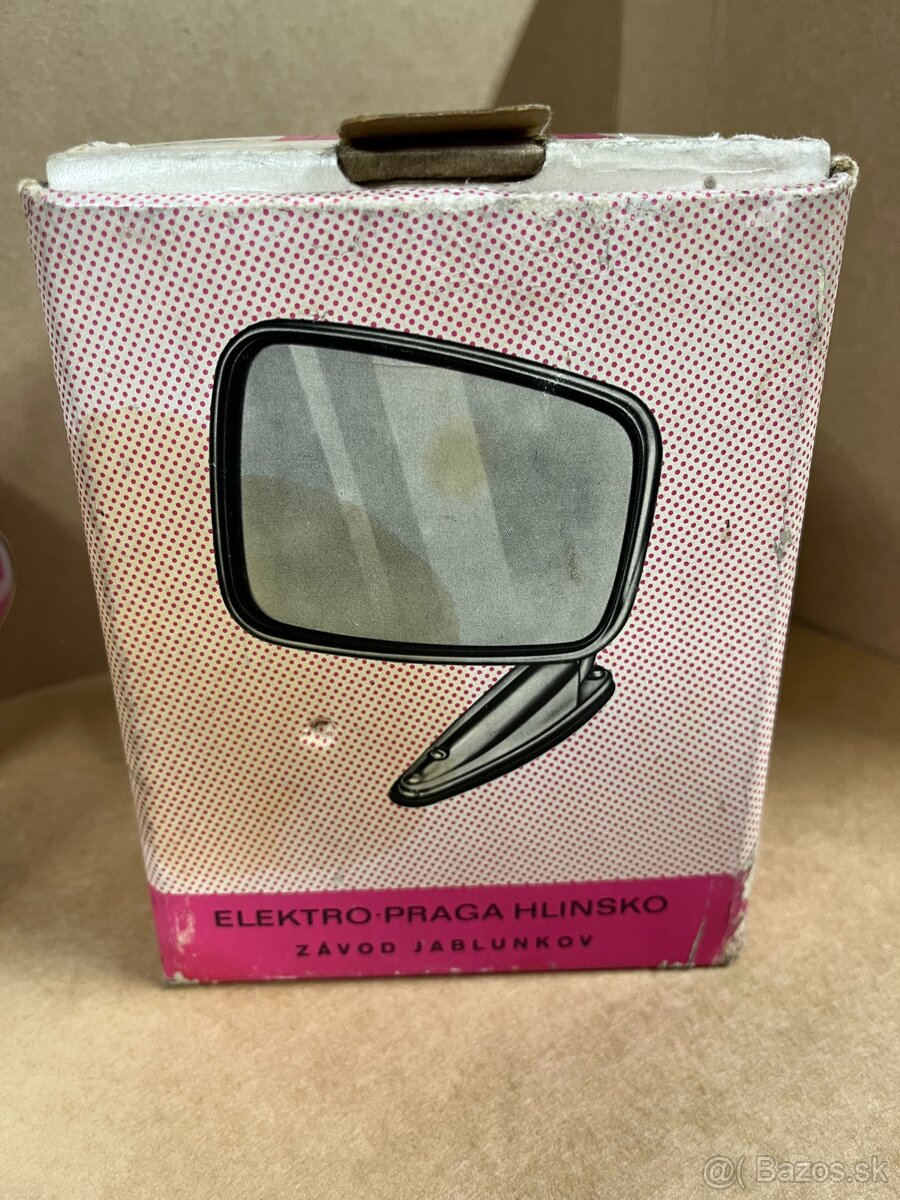 ELEKTRO·PRAGA HLINSKO
ZÁVOD JABLUNKOV
@( Bazos.sk